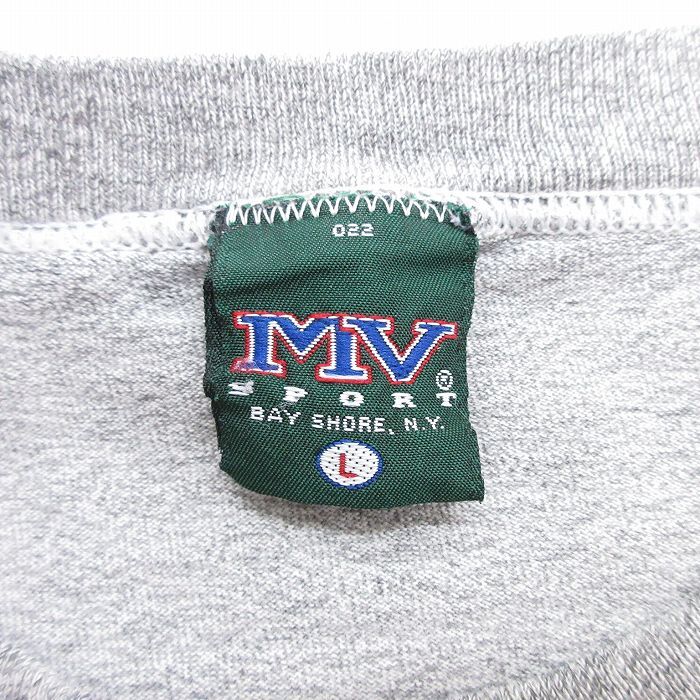 022
MV
SPORT ®
BAY SHORE, N.Y.
L